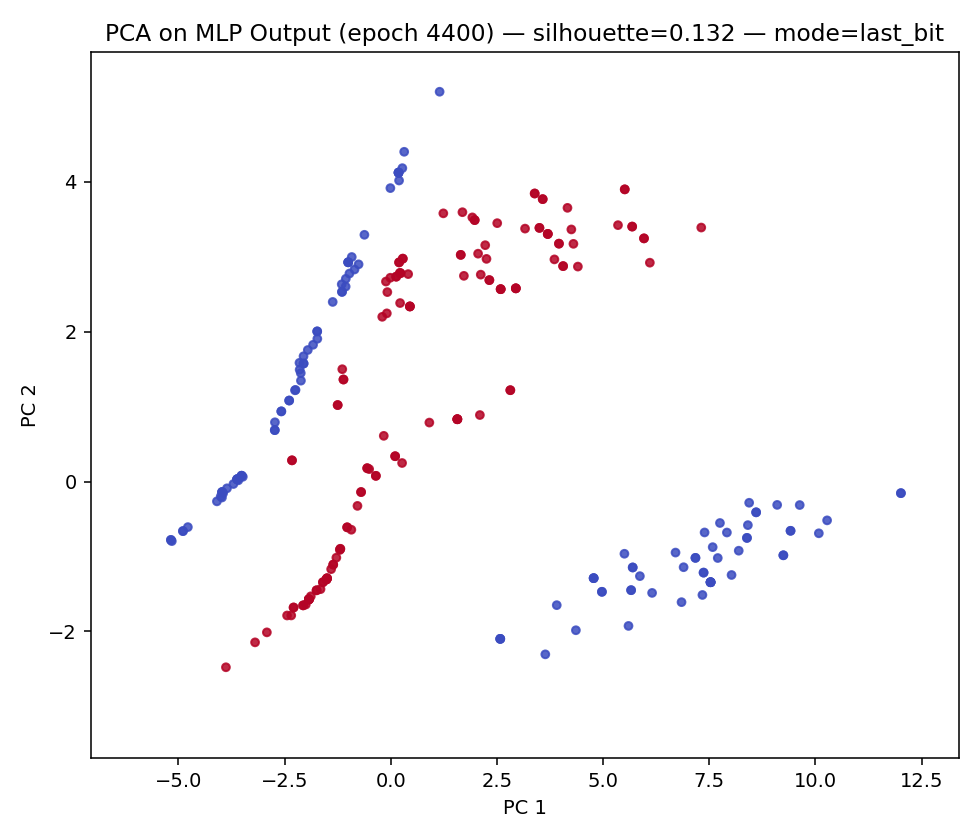 PCA on MLP Output (epoch 4400) — silhouette=0.132 — mode=last_bit
PC 2
4
2
0
−2
−5.0 −2.5 0.0 2.5 5.0 7.5 10.0 12.5
PC 1